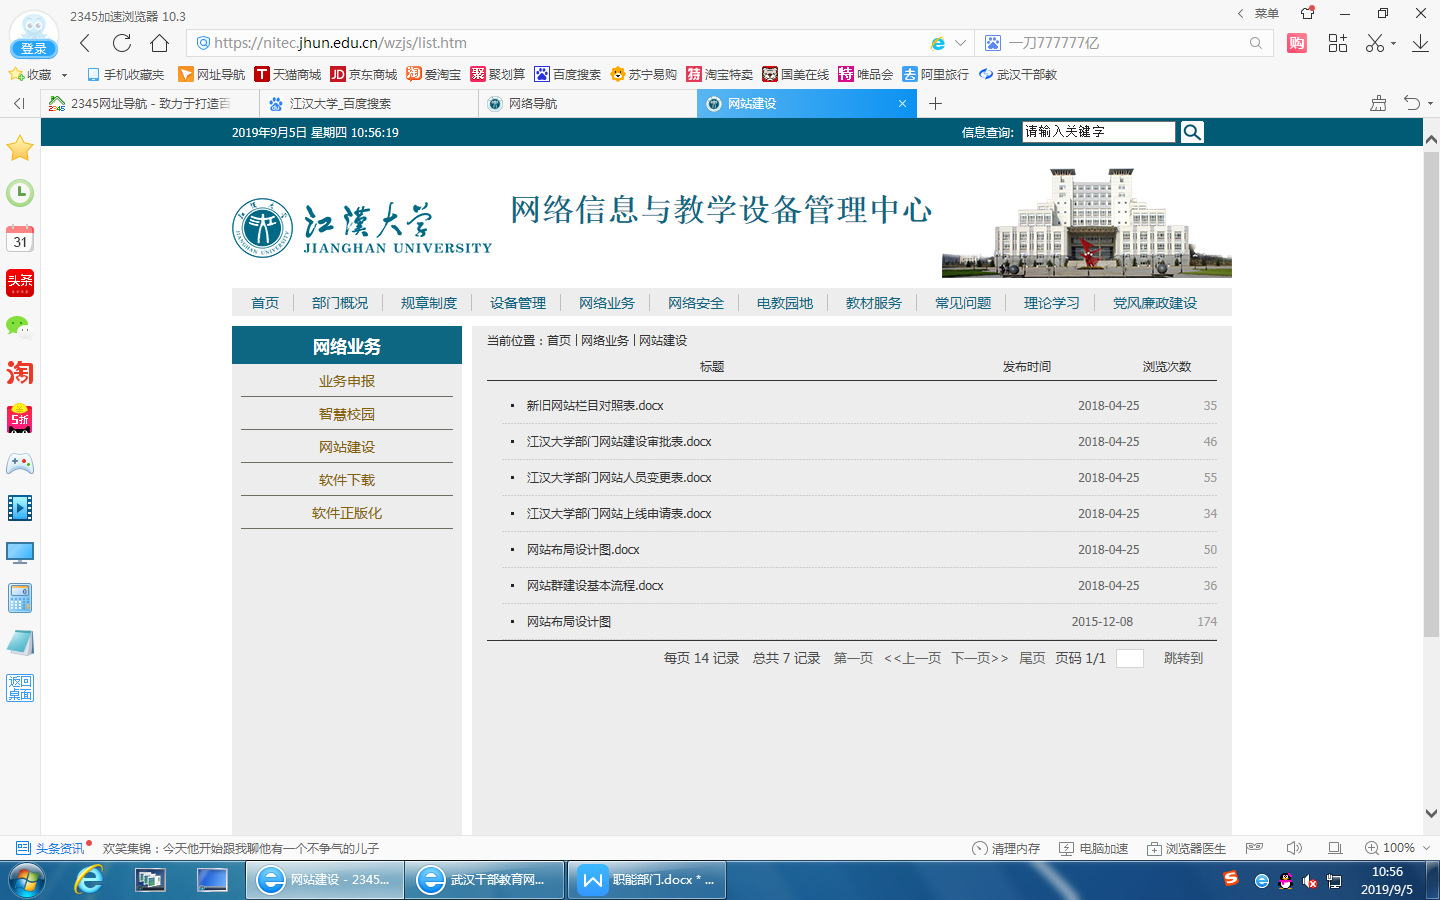 2345加速浏览器 10.3
菜单
登录
https://nitec.jhun.edu.cn/wzjs/list.htm
一刀777777亿
购
收藏 手机收藏夹 网址导航 天猫商城 京东商城 爱淘宝 聚划算 百度搜索 苏宁易购 淘宝特卖 国美在线 唯品会 阿里旅行 武汉干部教
2345网址导航 - 致力于打造百
江汉大学_百度搜索
网络导航
网站建设
2019年9月5日 星期四 10:56:19
信息查询:
请输入关键字
江汉大学
JIANGHAN UNIVERSITY
网络信息与教学设备管理中心
首页 部门概况 规章制度 设备管理 网络业务 网络安全 电教园地 教材服务 常见问题 理论学习 党风廉政建设
网络业务
业务申报
智慧校园
网站建设
软件下载
软件正版化
当前位置：首页 | 网络业务 | 网站建设
标题 发布时间 浏览次数
新旧网站栏目对照表.docx 2018-04-25 35
江汉大学部门网站建设审批表.docx 2018-04-25 46
江汉大学部门网站人员变更表.docx 2018-04-25 55
江汉大学部门网站上线申请表.docx 2018-04-25 34
网站布局设计图.docx 2018-04-25 50
网站群建设基本流程.docx 2018-04-25 36
网站布局设计图 2015-12-08 174
每页 14 记录 总共 7 记录 第一页 <<上一页 下一页>> 尾页 页码 1/1 跳转到
31
头条
淘
5折
返回
桌面
头条资讯
欢笑集锦：今天他开始跟我聊他有一个不争气的儿子
清理内存 电脑加速 浏览器医生 100%
网站建设 - 2345...
武汉干部教育网...
职能部门.docx * ...
10:56
2019/9/5